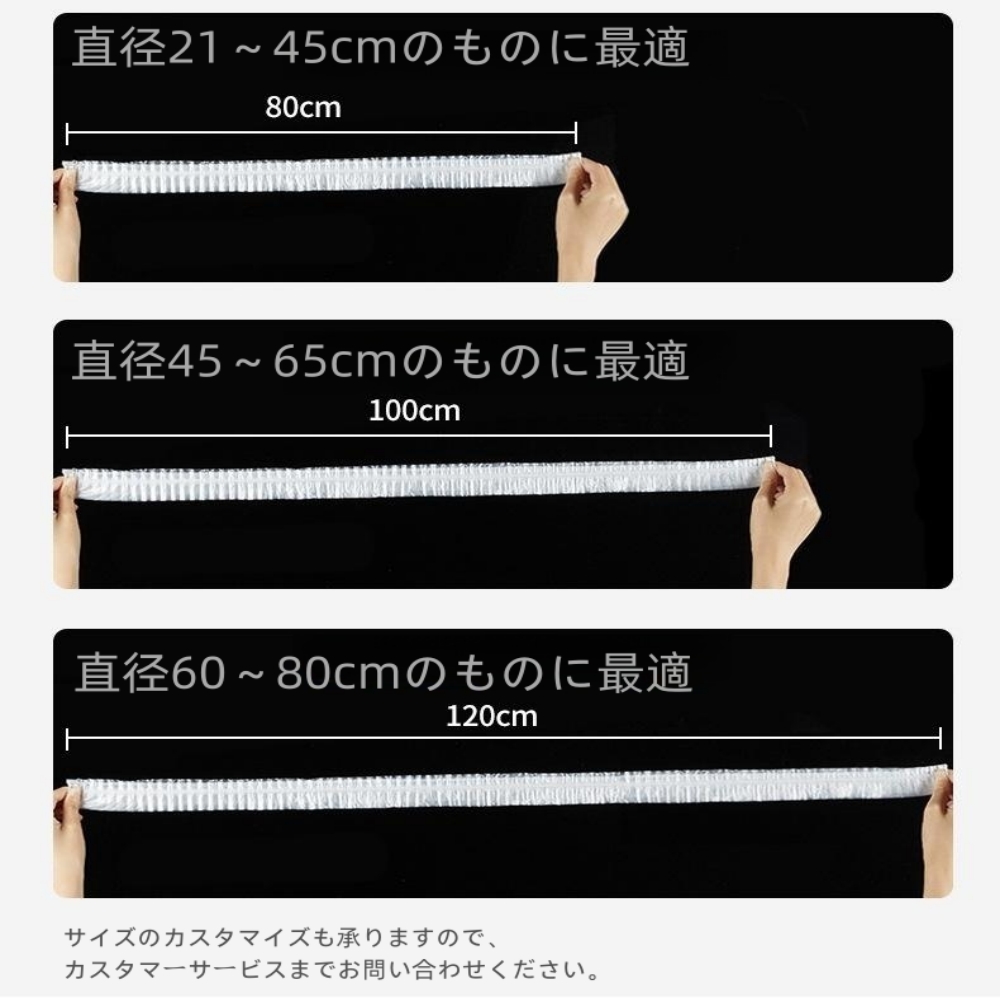 直径21～45cmのものに最適
80cm
直径45～65cmのものに最適
100cm
直径60～80cmのものに最適
120cm
サイズのカスタマイズも承りますので、
カスタマーサービスまでお問い合わせください。